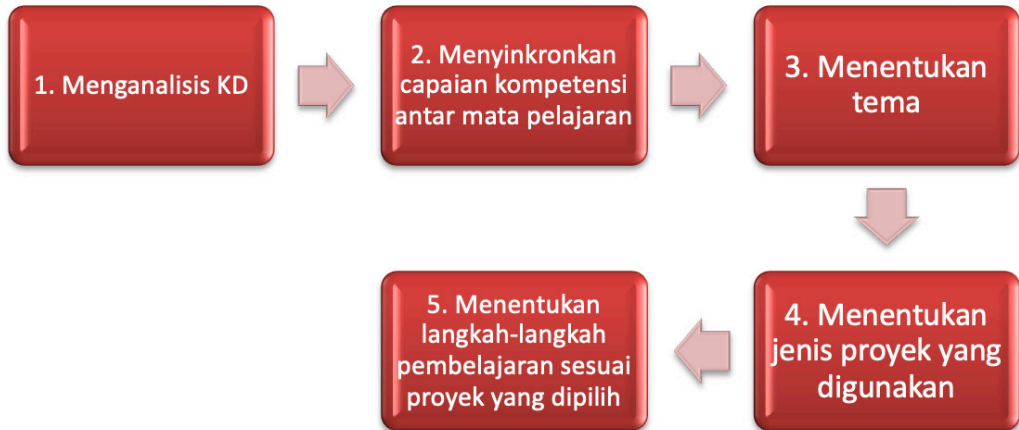 1. Menganalisis KD
2. Menyinkronkan
capaian kompetensi
antar mata pelajaran
3. Menentukan
tema
4. Menentukan
jenis proyek yang
digunakan
5. Menentukan
langkah-langkah
pembelajaran sesuai
proyek yang dipilih